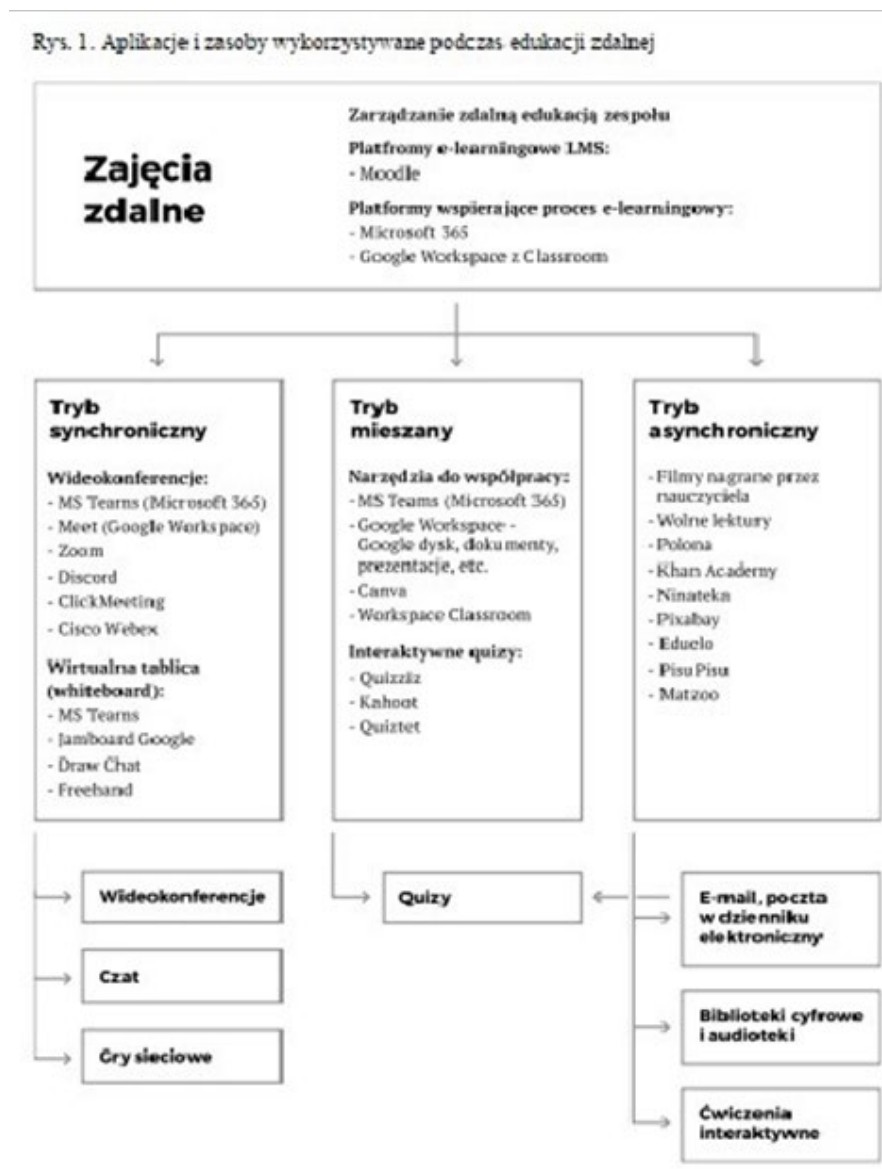 Rys. 1. Aplikacje i zasoby wykorzystywane podczas edukacji zdalnej
Zajęcia
zdalne
Zarządzanie zdalną edukacją zespołu
Platfromy e-learningowe LMS:
- Moodle
Platformy wspierające proces e-learningowy:
- Microsoft 365
- Google Workspace z Classroom
Tryb
synchroniczny
Wideokonferencje:
- MS Teams (Microsoft 365)
- Meet (Google Workspace)
- Zoom
- Discord
- ClickMeeting
- Cisco Webex
Wirtualna tablica
(whiteboard):
- MS Teams
- Jamboard Google
- Draw Chat
- Freehand
Tryb
mieszany
Narzędzia do współpracy:
- MS Teams (Microsoft 365)
- Google Workspace -
Google dysk, dokumenty,
prezentacje, etc.
- Canva
- Workspace Classroom
Interaktywne quizy:
- Quizziz
- Kahoot
- Quiztet
Tryb
asynchroniczny
- Filmy nagrane przez
nauczyciela
- Wolne lektury
- Polona
- Khan Academy
- Ninateka
- Pixabay
- Eduelo
- PisuPisu
- Matzoo
Wideokonferencje
Czat
Gry sieciowe
Quizy
E-mail, poczta
w dzienniku
elektroniczny
Biblioteki cyfrowe
i audioteki
Ćwiczenia
interaktywne